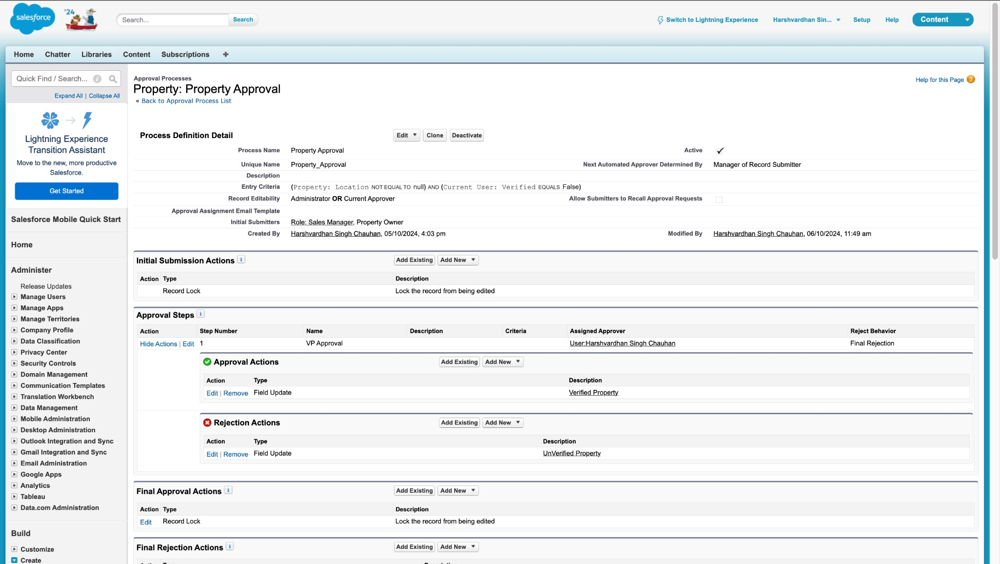 salesforce
'24
Search...
Search
Switch to Lightning Experience
Harshvardhan Sin...
Setup
Help
Content
Home
Chatter
Libraries
Content
Subscriptions
+
Quick Find / Search...
Expand All | Collapse All
Lightning Experience
Transition Assistant
Move to the new, more productive
Salesforce.
Get Started
Salesforce Mobile Quick Start
Home
Administer
Release Updates
Manage Users
Manage Apps
Manage Territories
Company Profile
Data Classification
Privacy Center
Security Controls
Domain Management
Communication Templates
Translation Workbench
Data Management
Mobile Administration
Desktop Administration
Outlook Integration and Sync
Gmail Integration and Sync
Email Administration
Google Apps
Analytics
Tableau
Data.com Administration
Build
Customize
Create
Approval Processes
Property: Property Approval
« Back to Approval Process List
Help for this Page
Process Definition Detail
Edit
Clone
Deactivate
Process Name Property Approval Active
Unique Name Property_Approval Next Automated Approver Determined By Manager of Record Submitter
Description
Entry Criteria (Property: Location NOT EQUAL TO null) AND (Current User: Verified EQUALS False)
Record Editability Administrator OR Current Approver Allow Submitters to Recall Approval Requests
Approval Assignment Email Template
Initial Submitters Role: Sales Manager, Property Owner
Created By Harshvardhan Singh Chauhan, 05/10/2024, 4:03 pm Modified By Harshvardhan Singh Chauhan, 06/10/2024, 11:49 am
Initial Submission Actions i Add Existing Add New
Action Type Description
Record Lock Lock the record from being edited
Approval Steps i
Action Step Number Name Description Criteria Assigned Approver Reject Behavior
Hide Actions | Edit 1 VP Approval User:Harshvardhan Singh Chauhan Final Rejection
Approval Actions Add Existing Add New
Action Type Description
Edit | Remove Field Update Verified Property
Rejection Actions Add Existing Add New
Action Type Description
Edit | Remove Field Update UnVerified Property
Final Approval Actions i Add Existing Add New
Action Type Description
Edit Record Lock Lock the record from being edited
Final Rejection Actions i Add Existing Add New